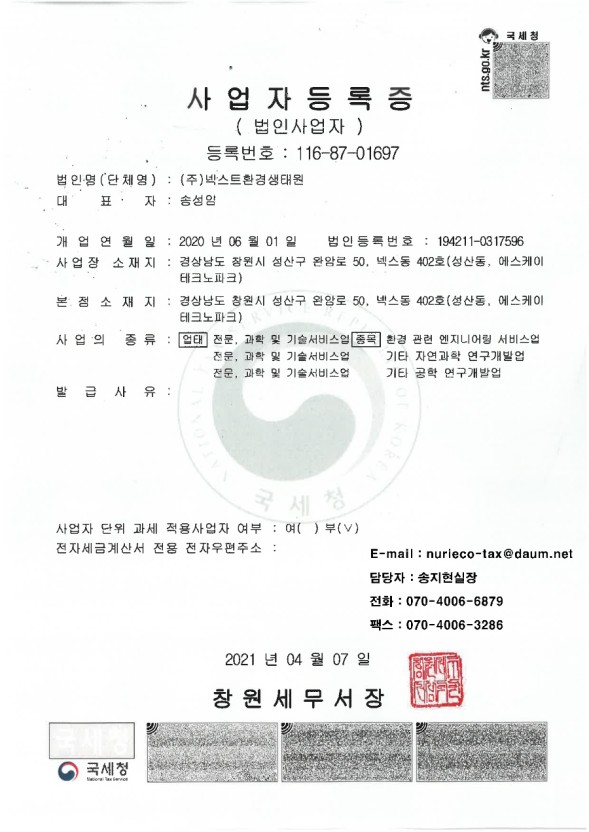 국세청
nts.go.kr
사업자등록증
( 법인사업자 )
등록번호 : 116-87-01697
법인명(단체명) : (주)빅스트환경생태원
대 표 자 : 송성암
개 업 연 월 일 : 2020 년 06 월 01 일 법인등록번호 : 194211-0317596
사업장 소재지 : 경상남도 창원시 성산구 완암로 50, 넥스동 402호(성산동, 에스케이
테크노파크)
본 점 소 재 지 : 경상남도 창원시 성산구 완암로 50, 넥스동 402호(성산동, 에스케이
테크노파크)
사 업 의 종 류 : 업태 전문, 과학 및 기술서비스업 종목 환경 관련 엔지니어링 서비스업
전문, 과학 및 기술서비스업 기타 자연과학 연구개발업
전문, 과학 및 기술서비스업 기타 공학 연구개발업
발 급 사 유 :
NATIONAL TAX SERVICE REPUBLIC OF KOREA
국세청
사업자 단위 과세 적용사업자 여부 : 여( ) 부(∨)
전자세금계산서 전용 전자우편주소 :
E-mail : nurieco-tax@daum.net
담당자 : 송지현실장
전화 : 070-4006-6879
팩스 : 070-4006-3286
2021 년 04 월 07 일
창원세무서장
국세청
국세청
National Tax Service